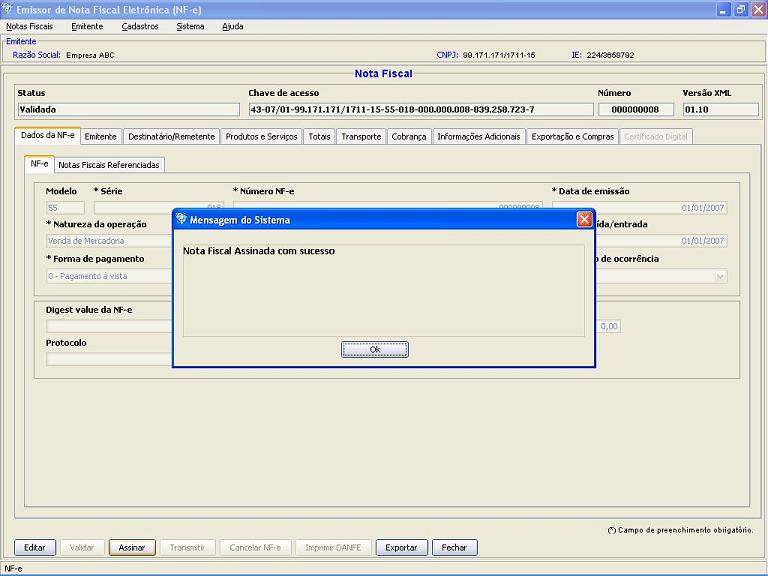 Emissor de Nota Fiscal Eletrônica (NF-e)
Notas Fiscais Emitente Cadastros Sistema Ajuda
Emitente
Razão Social: Empresa ABC CNPJ: 99.171.171/1711-15 IE: 224/3658792
Nota Fiscal
Status Chave de acesso Número Versão XML
Validada 43-07/01-99.171.171/1711-15-55-018-000.000.008-839.258.723-7 000000008 01.10
Dados da NF-e Emitente Destinatário/Remetente Produtos e Serviços Totais Transporte Cobrança Informações Adicionais Exportação e Compras Certificado Digital
NF-e Notas Fiscais Referenciadas
Modelo * Série * Número NF-e * Data de emissão
55 018 000000008 01/01/2007
* Natureza da operação ída/entrada
Venda de Mercadoria 01/01/2007
* Forma de pagamento o de ocorrência
0 - Pagamento à vista
Mensagem do Sistema
Nota Fiscal Assinada com sucesso
Ok
Digest value da NF-e
0,00
Protocolo
(*) Campo de preenchimento obrigatório.
Editar Validar Assinar Transmitir Cancelar NF-e Imprimir DANFE Exportar Fechar
NF-e